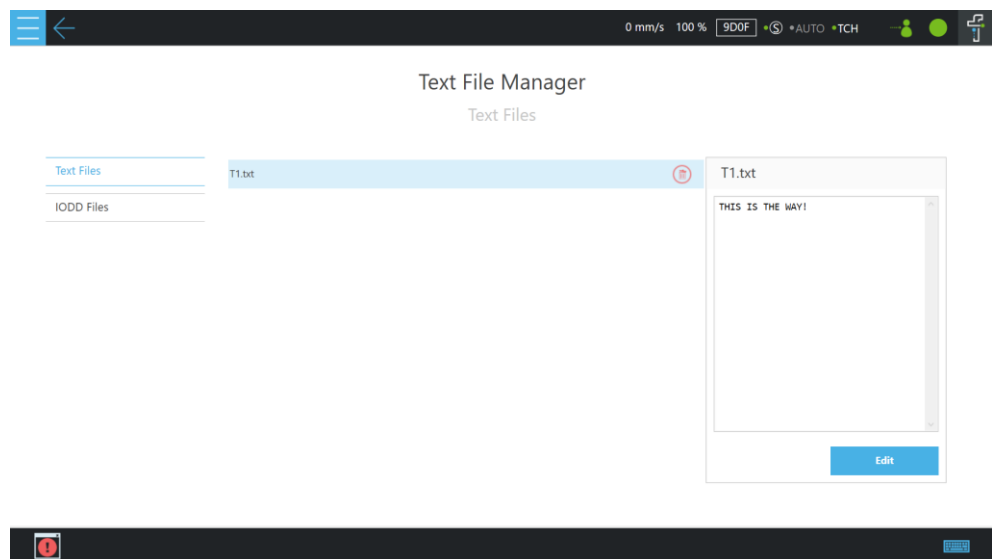 0 mm/s 100 % 9D0F S AUTO TCH
Text File Manager
Text Files
Text Files
IODD Files
T1.txt
T1.txt
THIS IS THE WAY!
Edit